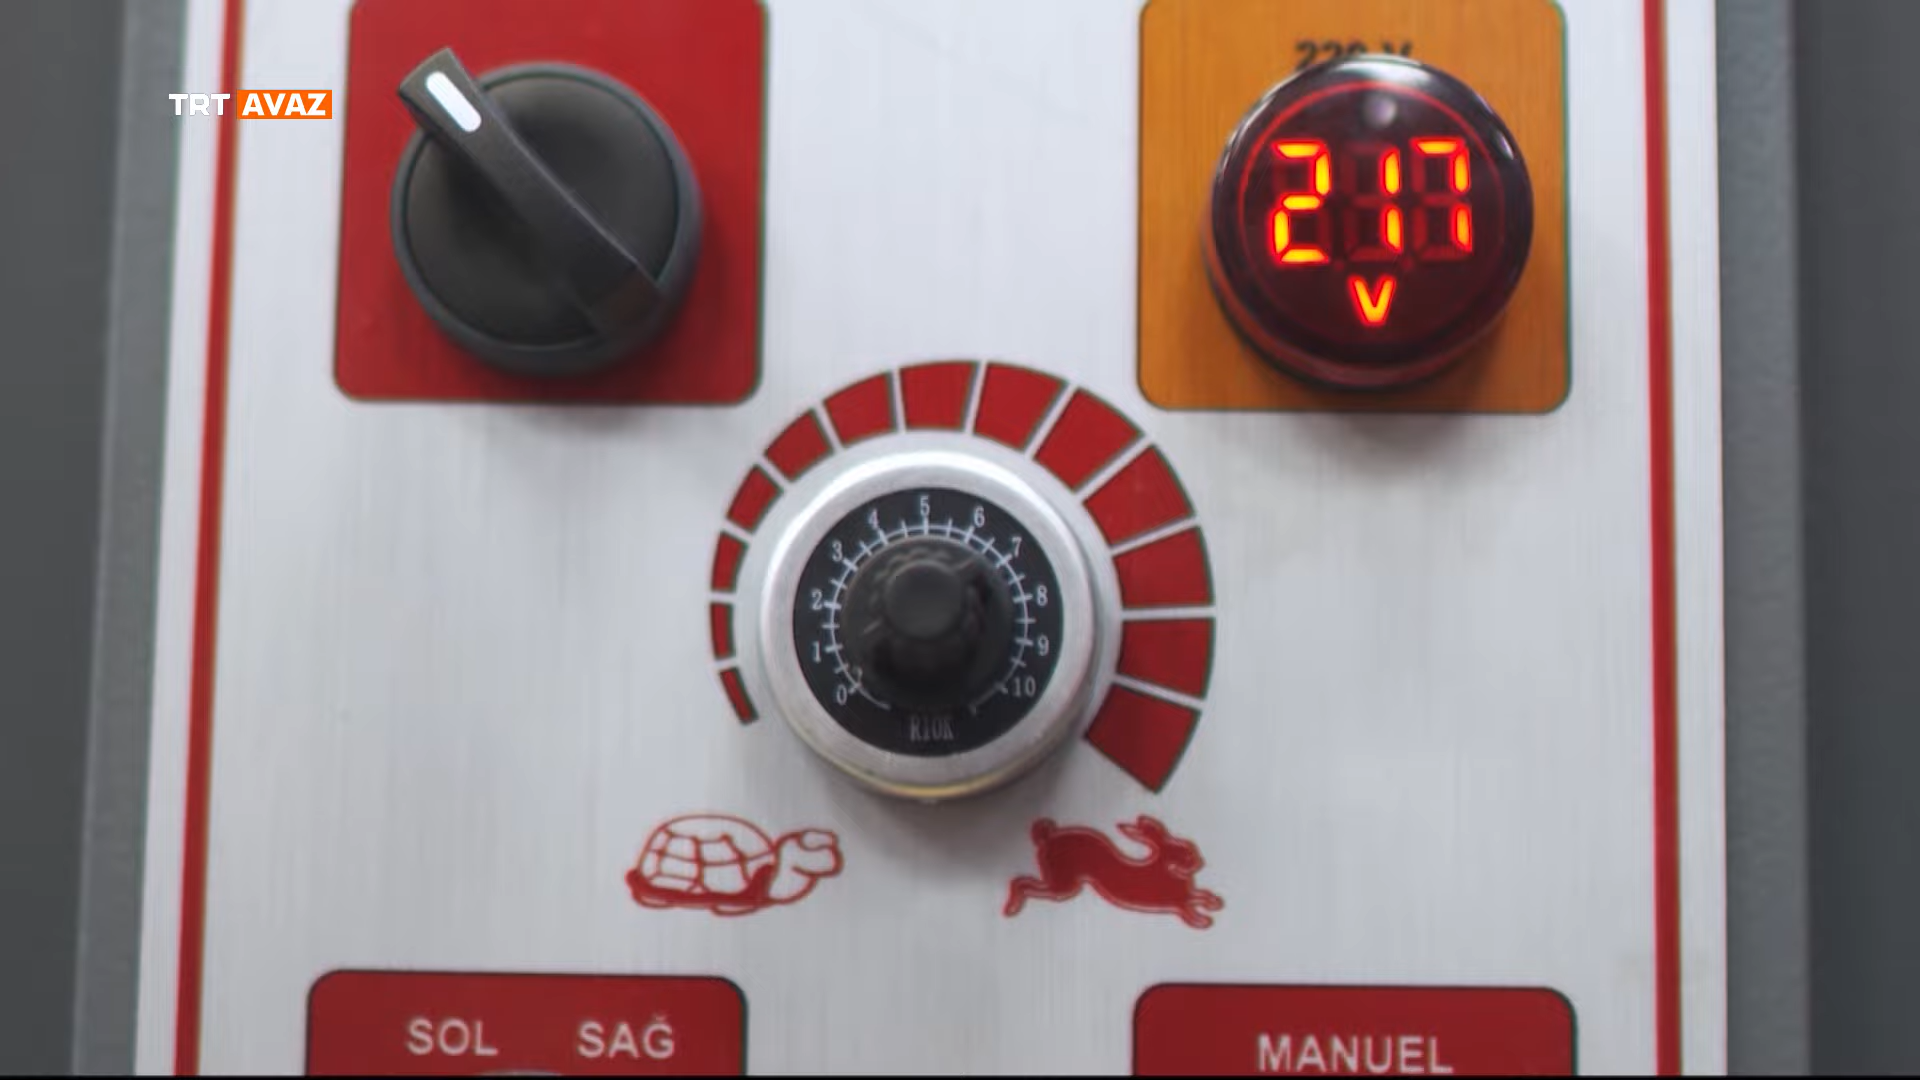 TRT AVAZ
220 V
217
V
0 1 2 3 4 5 6 7 8 9 10
R10K
SOL SAĞ
MANUEL